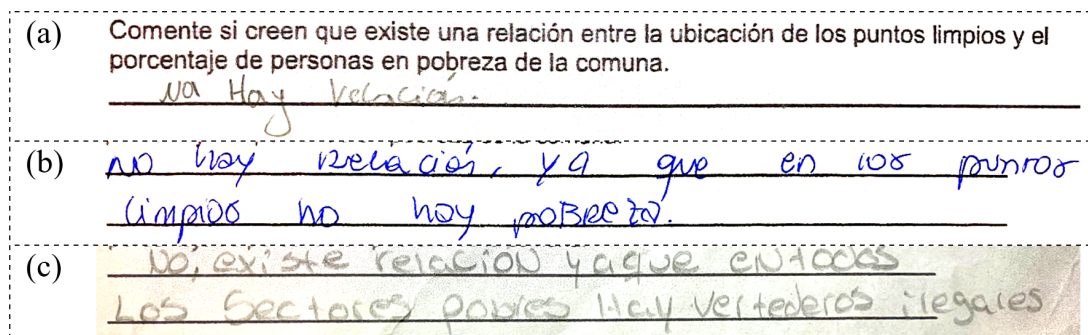 (a) Comente si creen que existe una relación entre la ubicación de los puntos limpios y el
porcentaje de personas en pobreza de la comuna.
No Hay relación.
(b) no hay relación, ya que en los puntos
limpios no hay pobreza.
(c) No, existe relación ya que en todos
Los Sectores pobres Hay vertederos ilegales